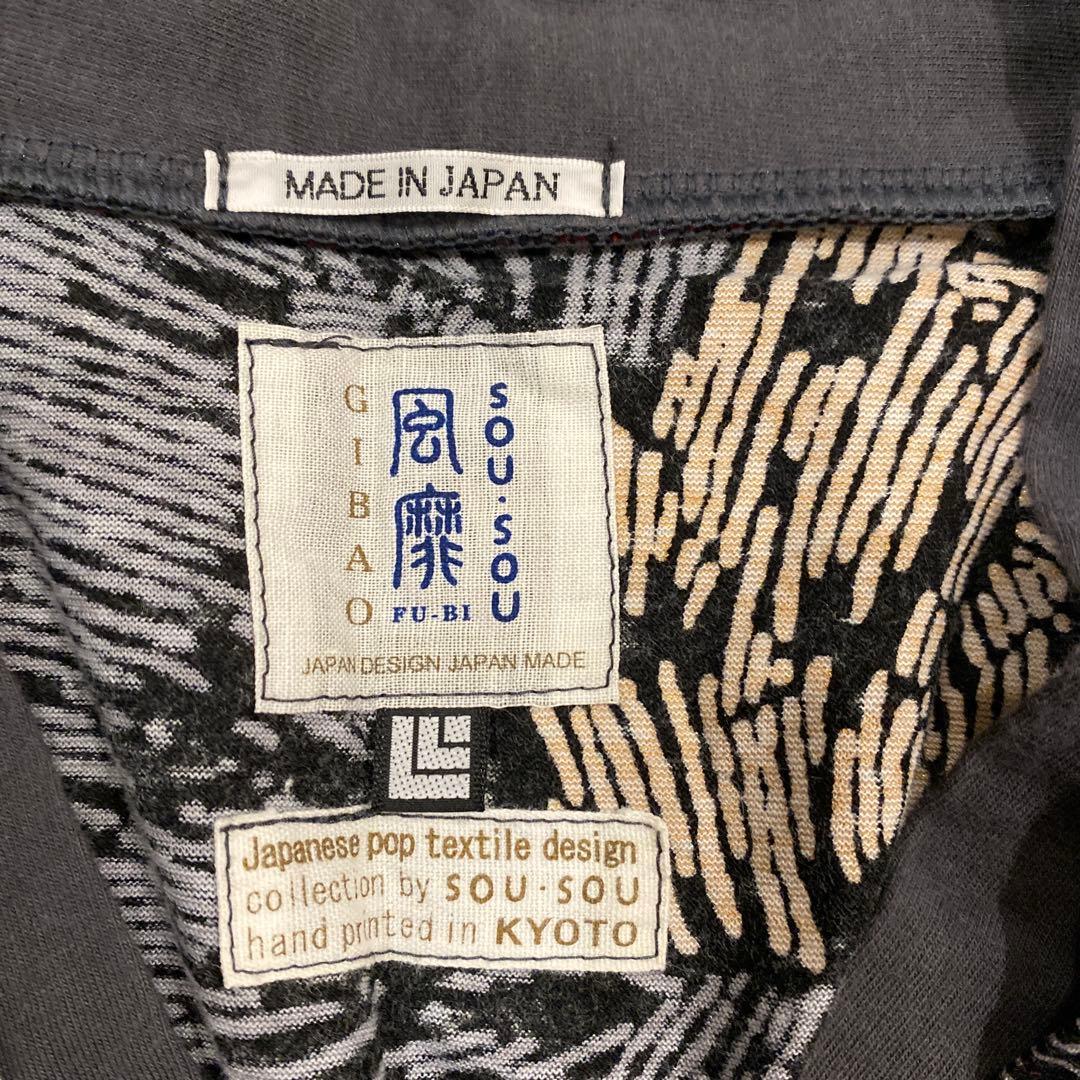 MADE IN JAPAN
SOU・SOU
風靡
FU-BI
GIBAO
JAPAN DESIGN JAPAN MADE
L
Japanese pop textile design
collection by SOU・SOU
hand printed in KYOTO